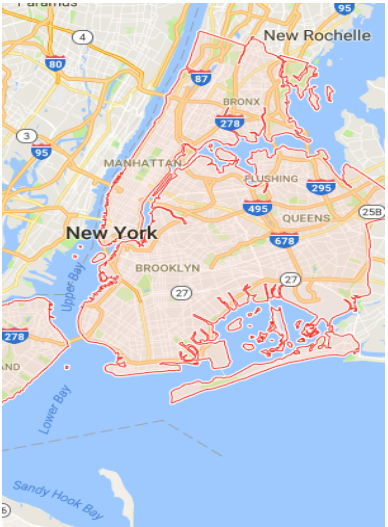 Paramus
95
4
New Rochelle
80
87
BRONX
278
3
95
MANHATTAN
FLUSHING
295
495
25B
QUEENS
New York
678
BROOKLYN
Upper Bay
27
27
278
AND
Lower Bay
Sandy Hook Bay
6